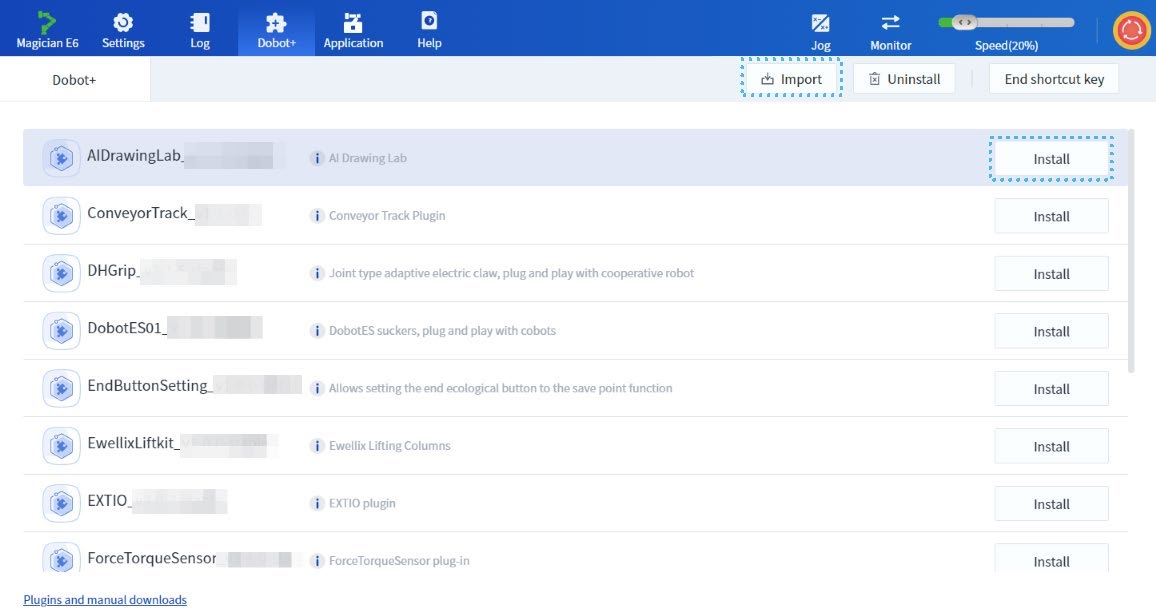 Magician E6 Settings Log Dobot+ Application Help Jog Monitor Speed(20%)
Dobot+ Import Uninstall End shortcut key
AIDrawingLab_ AI Drawing Lab Install
ConveyorTrack_ Conveyor Track Plugin Install
DHGrip_ Joint type adaptive electric claw, plug and play with cooperative robot Install
DobotES01_ DobotES suckers, plug and play with cobots Install
EndButtonSetting_ Allows setting the end ecological button to the save point function Install
EwellixLiftkit_ Ewellix Lifting Columns Install
EXTIO_ EXTIO plugin Install
ForceTorqueSensor ForceTorqueSensor plug-in Install
Plugins and manual downloads